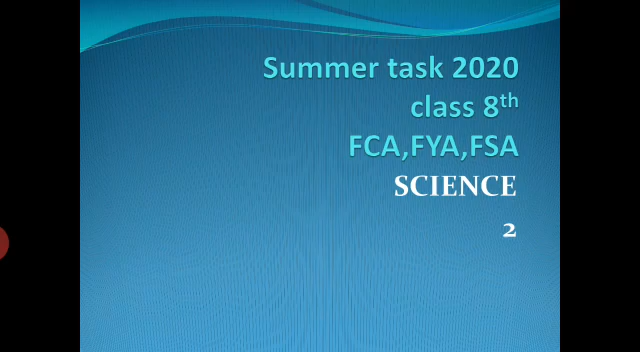 Summer task 2020
class 8th
FCA,FYA,FSA
SCIENCE
2